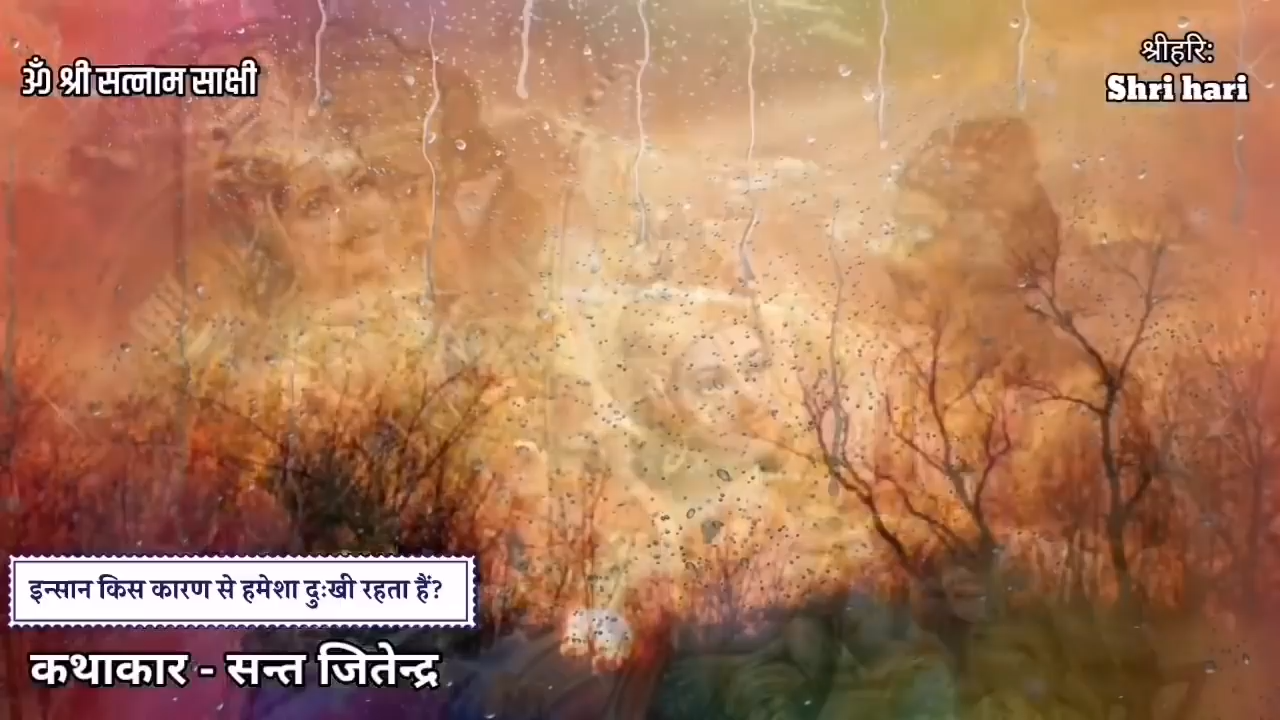 ॐ श्री सत्नाम साक्षी
श्रीहरि:
Shri hari
इन्सान किस कारण से हमेशा दुःखी रहता हैं?
कथाकार - सन्त जितेन्द्र